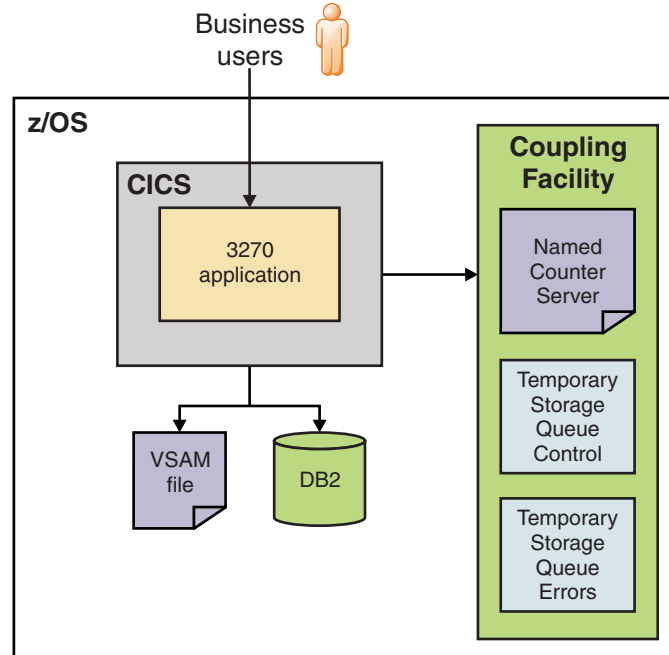 Business
users
z/OS
CICS
3270
application
VSAM
file
DB2
Coupling
Facility
Named
Counter
Server
Temporary
Storage
Queue
Control
Temporary
Storage
Queue
Errors